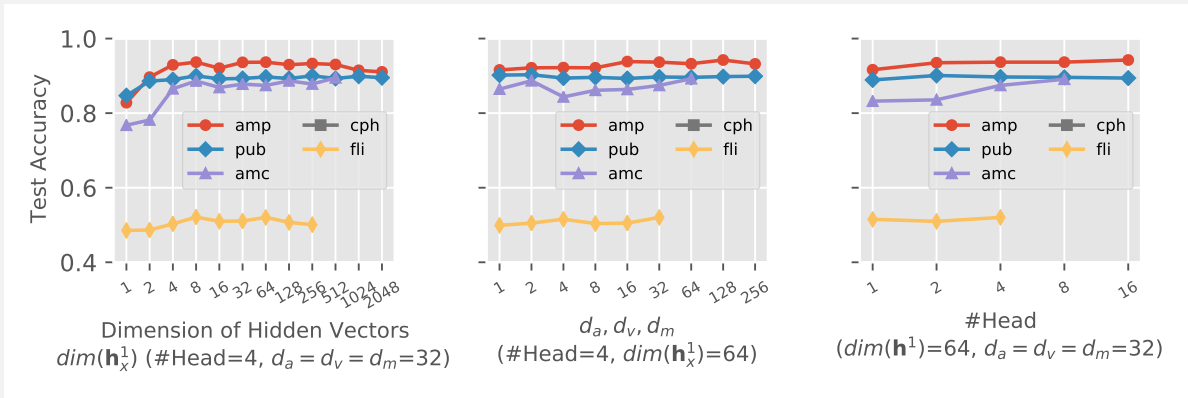 Test Accuracy
1.0
0.8
0.6
0.4
amp
pub
amc
cph
fli
1 2 4 8 16 32 64 128 256 512 1024 2048
Dimension of Hidden Vectors
dim(𝐡¹ₓ) (#Head=4, dₐ = dᵥ = dₘ=32)
amp
pub
amc
cph
fli
1 2 4 8 16 32 64 128 256
dₐ, dᵥ, dₘ
(#Head=4, dim(𝐡¹ₓ)=64)
amp
pub
amc
cph
fli
1 2 4 8 16
#Head
(dim(𝐡¹)=64, dₐ = dᵥ = dₘ=32)